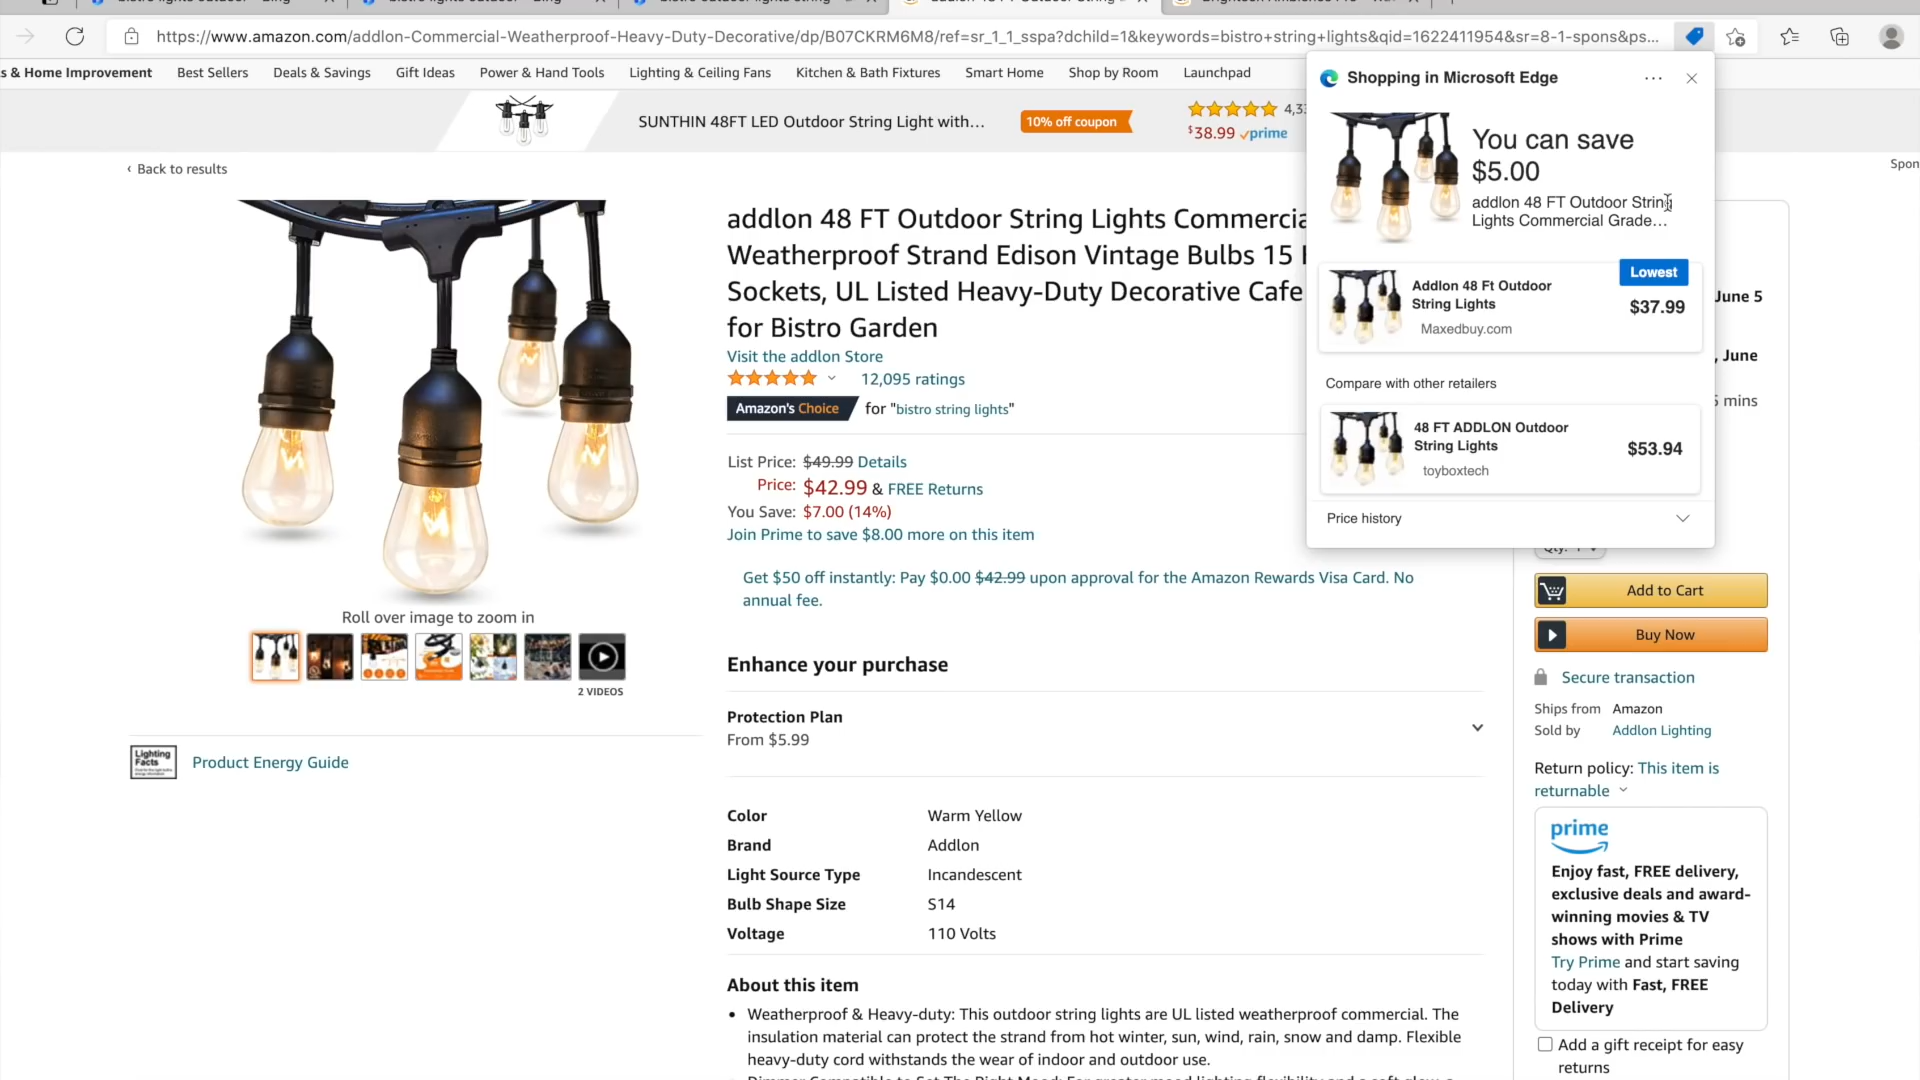 https://www.amazon.com/addlon-Commercial-Weatherproof-Heavy-Duty-Decorative/dp/B07CKRM6M8/ref=sr_1_1_sspa?dchild=1&keywords=bistro+string+lights&qid=1622411954&sr=8-1-spons&ps...
s & Home Improvement Best Sellers Deals & Savings Gift Ideas Power & Hand Tools Lighting & Ceiling Fans Kitchen & Bath Fixtures Smart Home Shop by Room Launchpad
SUNTHIN 48FT LED Outdoor String Light with... 10% off coupon 4,33
$38.99 prime
Spon
‹ Back to results
addlon 48 FT Outdoor String Lights Commercia
Weatherproof Strand Edison Vintage Bulbs 15
Sockets, UL Listed Heavy-Duty Decorative Cafe
for Bistro Garden
Visit the addlon Store
12,095 ratings
Amazon's Choice for "bistro string lights"
List Price: $49.99 Details
Price: $42.99 & FREE Returns
You Save: $7.00 (14%)
Join Prime to save $8.00 more on this item
Get $50 off instantly: Pay $0.00 $42.99 upon approval for the Amazon Rewards Visa Card. No
annual fee.
Roll over image to zoom in
2 VIDEOS
Lighting
Facts
Product Energy Guide
Enhance your purchase
Protection Plan
From $5.99
Color Warm Yellow
Brand Addlon
Light Source Type Incandescent
Bulb Shape Size S14
Voltage 110 Volts
About this item
• Weatherproof & Heavy-duty: This outdoor string lights are UL listed weatherproof commercial. The
insulation material can protect the strand from hot winter, sun, wind, rain, snow and damp. Flexible
heavy-duty cord withstands the wear of indoor and outdoor use.
Shopping in Microsoft Edge
You can save
$5.00
addlon 48 FT Outdoor String
Lights Commercial Grade...
Lowest
Addlon 48 Ft Outdoor
String Lights
$37.99
Maxedbuy.com
Compare with other retailers
48 FT ADDLON Outdoor
String Lights
$53.94
toyboxtech
Price history
June 5
, June
mins
Qty: 1
Add to Cart
Buy Now
Secure transaction
Ships from Amazon
Sold by Addlon Lighting
Return policy: This item is
returnable
prime
Enjoy fast, FREE delivery,
exclusive deals and award-
winning movies & TV
shows with Prime
Try Prime and start saving
today with Fast, FREE
Delivery
Add a gift receipt for easy
returns